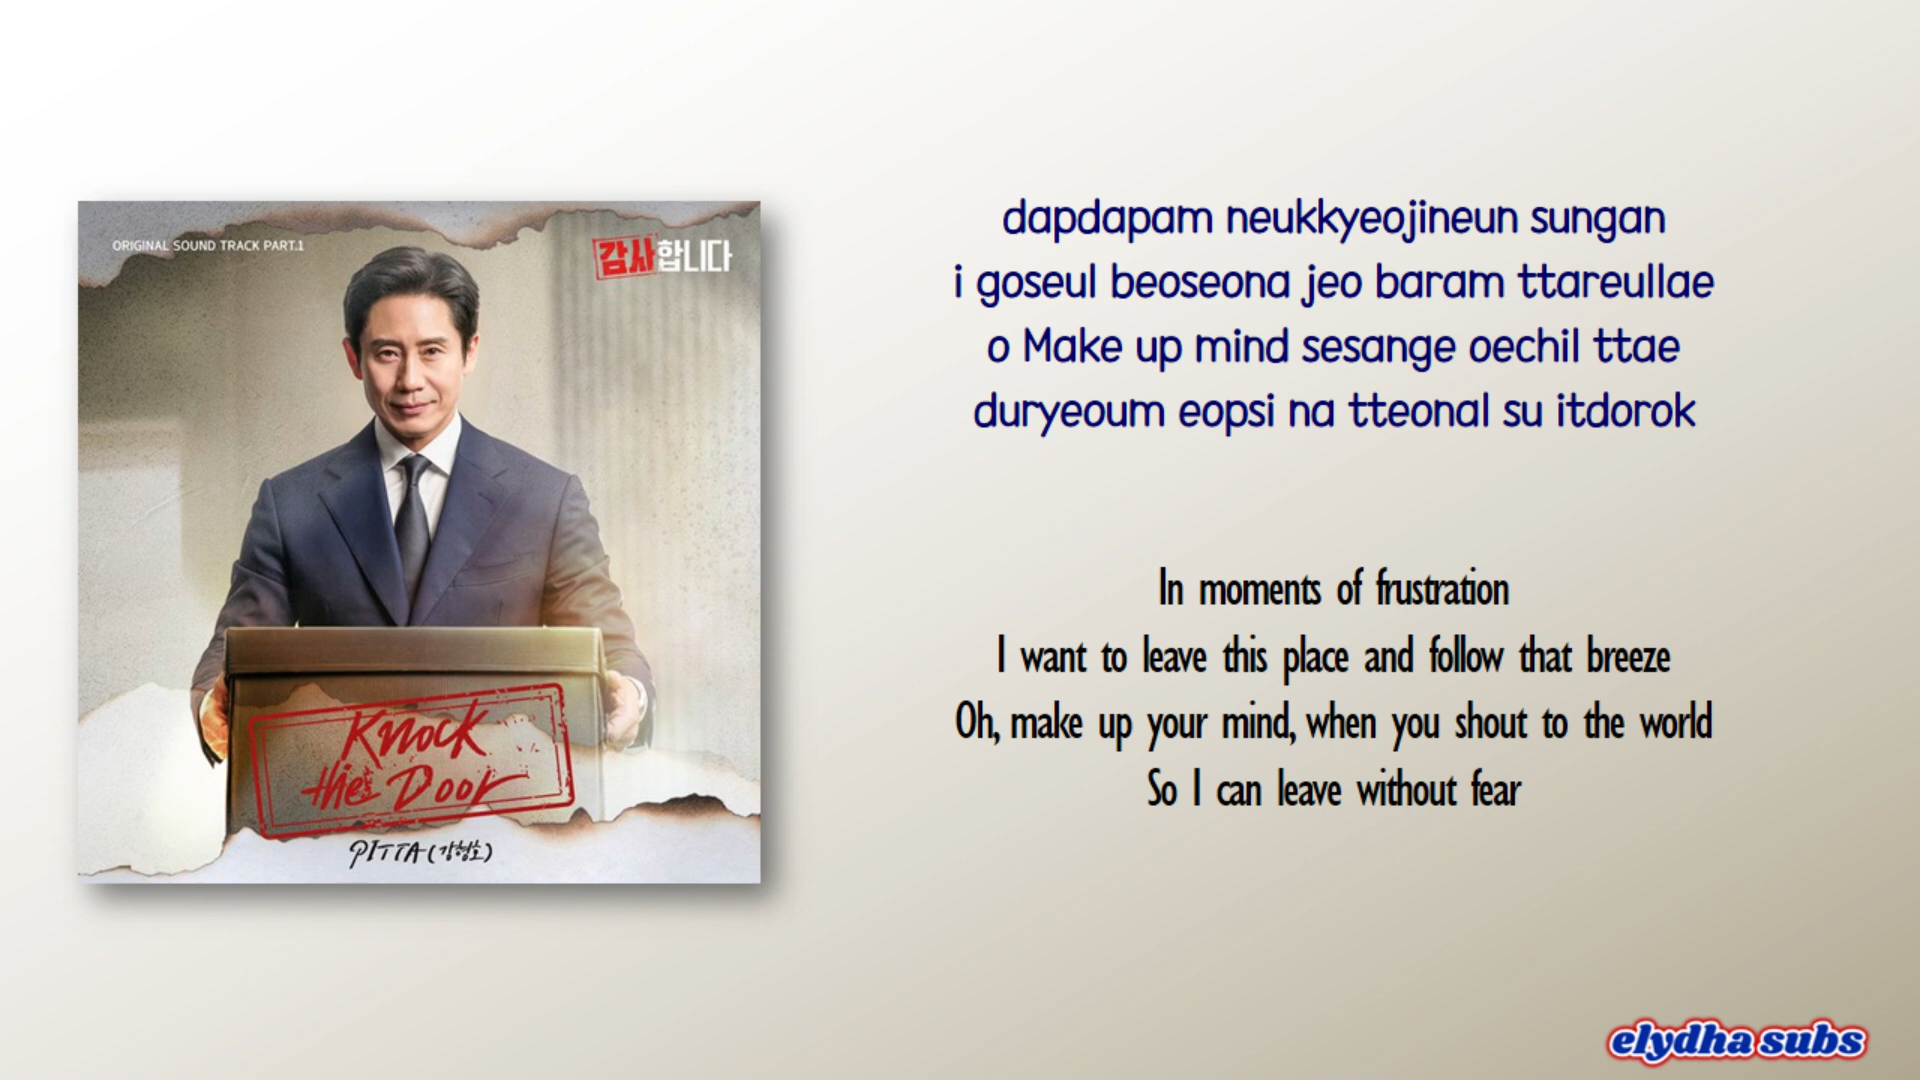 ORIGINAL SOUND TRACK PART.1
감사합니다
Knock
the Door
PITTA (강형호)
dapdapam neukkyeojineun sungan
i goseul beoseona jeo baram ttareullae
o Make up mind sesange oechil ttae
duryeoum eopsi na tteonal su itdorok
In moments of frustration
I want to leave this place and follow that breeze
Oh, make up your mind, when you shout to the world
So I can leave without fear
elydha subs